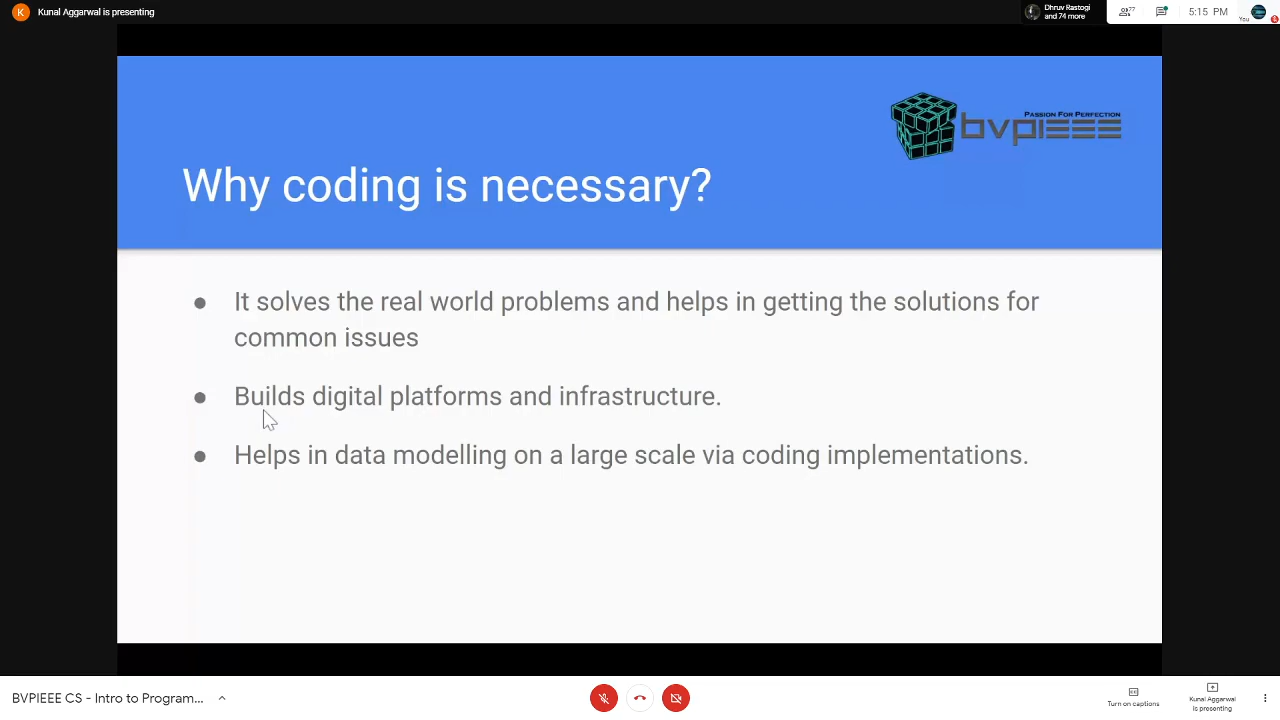 K
Kunal Aggarwal is presenting
Dhruv Rastogi
and 74 more
77
5:15 PM
You
PASSION FOR PERFECTION
bvpIEEE
Why coding is necessary?
It solves the real world problems and helps in getting the solutions for
common issues
Builds digital platforms and infrastructure.
Helps in data modelling on a large scale via coding implementations.
BVPIEEE CS - Intro to Program...
Turn on captions
Kunal Aggarwal
is presenting